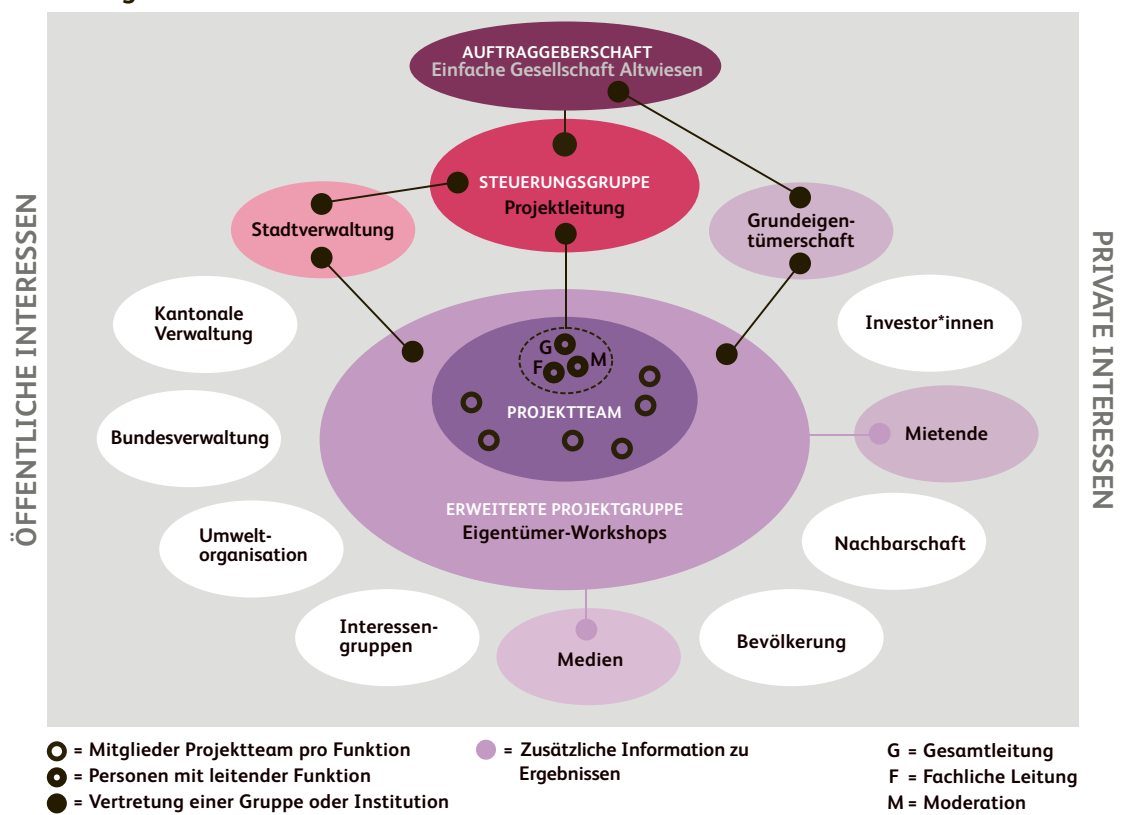 AUFTRAGGEBERSCHAFT
Einfache Gesellschaft Altwiesen
STEUERUNGSGRUPPE
Projektleitung
Stadtverwaltung
Grundeigen-
tümerschaft
ÖFFENTLICHE INTERESSEN
PRIVATE INTERESSEN
Kantonale
Verwaltung
Investor*innen
G
M
F
PROJEKTTEAM
Bundesverwaltung
Mietende
ERWEITERTE PROJEKTGRUPPE
Eigentümer-Workshops
Umwelt-
organisation
Nachbarschaft
Interessen-
gruppen
Medien
Bevölkerung
= Mitglieder Projektteam pro Funktion
= Personen mit leitender Funktion
= Vertretung einer Gruppe oder Institution
= Zusätzliche Information zu
Ergebnissen
G = Gesamtleitung
F = Fachliche Leitung
M = Moderation